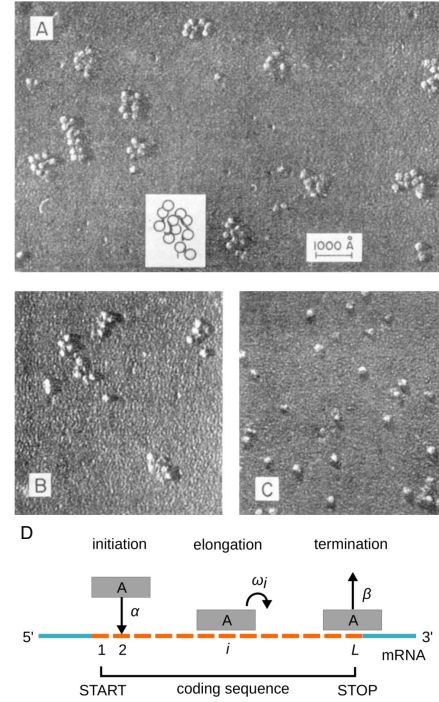 A
1000 Å
B
C
D
initiation elongation termination
A
α
A
ωi
A
β
5' 3'
1 2 i L mRNA
START coding sequence STOP